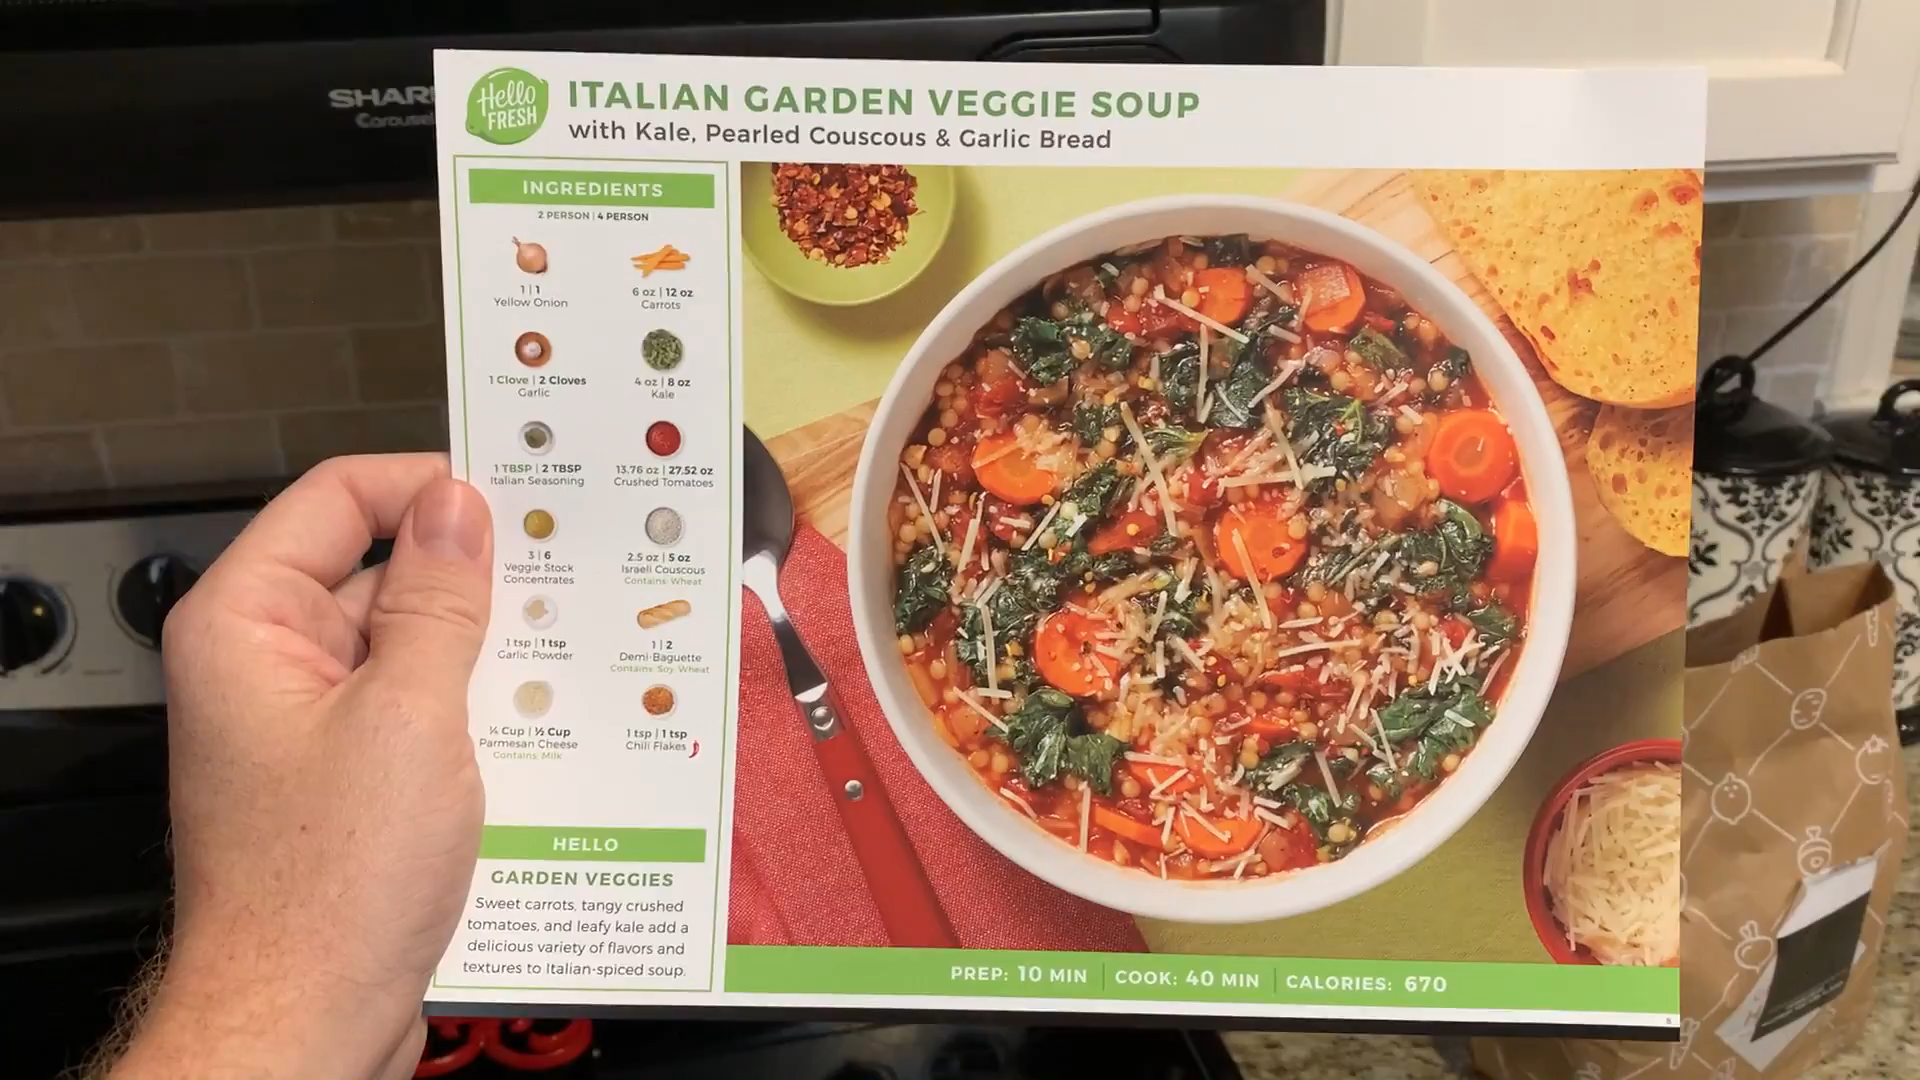 SHARP
Carousel
Hello
FRESH
ITALIAN GARDEN VEGGIE SOUP
with Kale, Pearled Couscous & Garlic Bread
INGREDIENTS
2 PERSON | 4 PERSON
1 | 1
Yellow Onion
6 oz | 12 oz
Carrots
1 Clove | 2 Cloves
Garlic
4 oz | 8 oz
Kale
1 TBSP | 2 TBSP
Italian Seasoning
13.76 oz | 27.52 oz
Crushed Tomatoes
3 | 6
Veggie Stock
Concentrates
2.5 oz | 5 oz
Israeli Couscous
Contains: Wheat
1 tsp | 1 tsp
Garlic Powder
1 | 2
Demi-Baguette
Contains: Soy, Wheat
¼ Cup | ½ Cup
Parmesan Cheese
Contains: Milk
1 tsp | 1 tsp
Chili Flakes
HELLO
GARDEN VEGGIES
Sweet carrots, tangy crushed
tomatoes, and leafy kale add a
delicious variety of flavors and
textures to Italian-spiced soup.
PREP: 10 MIN | COOK: 40 MIN | CALORIES: 670